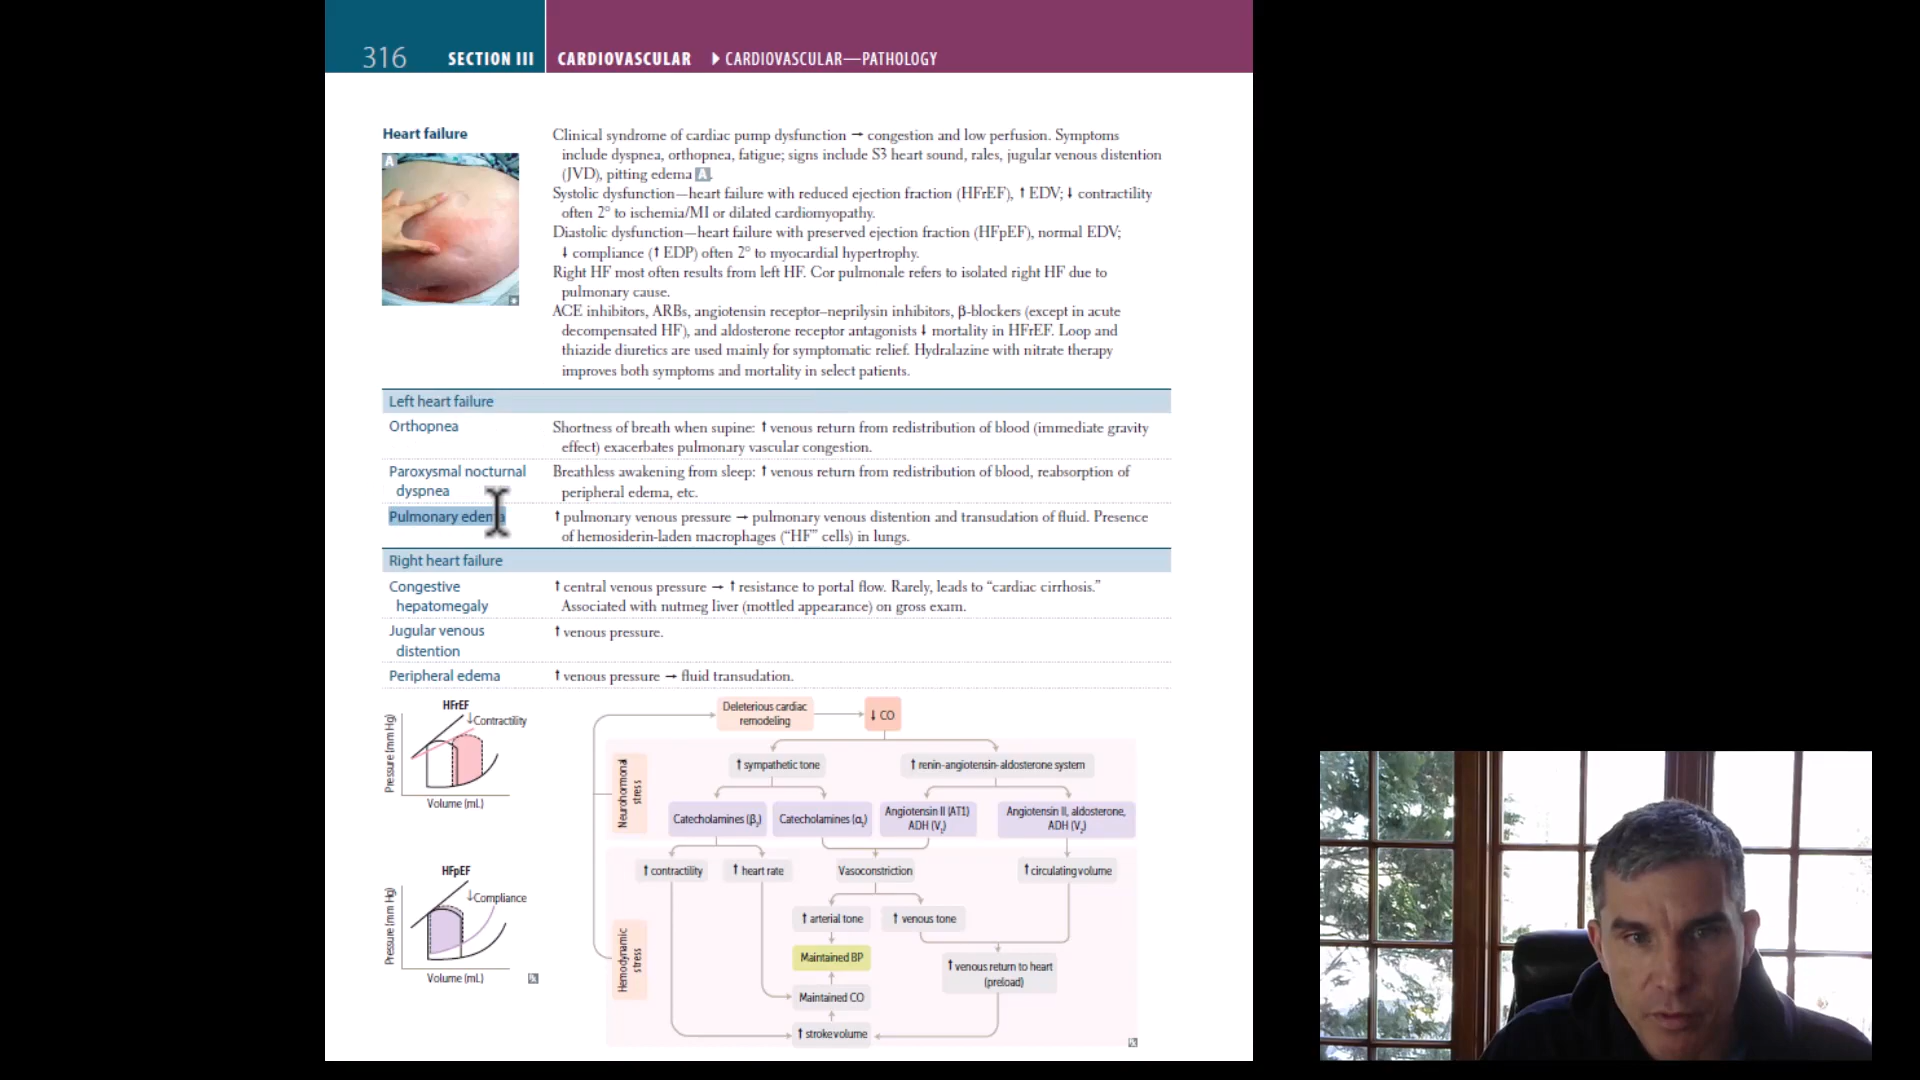 316 SECTION III CARDIOVASCULAR ▶ CARDIOVASCULAR—PATHOLOGY
Heart failure
A
Clinical syndrome of cardiac pump dysfunction → congestion and low perfusion. Symptoms
include dyspnea, orthopnea, fatigue; signs include S3 heart sound, rales, jugular venous distention
(JVD), pitting edema A.
Systolic dysfunction—heart failure with reduced ejection fraction (HFrEF), ↑ EDV; ↓ contractility
often 2° to ischemia/MI or dilated cardiomyopathy.
Diastolic dysfunction—heart failure with preserved ejection fraction (HFpEF), normal EDV;
↓ compliance (↑ EDP) often 2° to myocardial hypertrophy.
Right HF most often results from left HF. Cor pulmonale refers to isolated right HF due to
pulmonary cause.
ACE inhibitors, ARBs, angiotensin receptor–neprilysin inhibitors, β-blockers (except in acute
decompensated HF), and aldosterone receptor antagonists ↓ mortality in HFrEF. Loop and
thiazide diuretics are used mainly for symptomatic relief. Hydralazine with nitrate therapy
improves both symptoms and mortality in select patients.
Left heart failure
Orthopnea
Shortness of breath when supine: ↑ venous return from redistribution of blood (immediate gravity
effect) exacerbates pulmonary vascular congestion.
Paroxysmal nocturnal
dyspnea
Breathless awakening from sleep: ↑ venous return from redistribution of blood, reabsorption of
peripheral edema, etc.
Pulmonary edema
↑ pulmonary venous pressure → pulmonary venous distention and transudation of fluid. Presence
of hemosiderin-laden macrophages (“HF” cells) in lungs.
Right heart failure
Congestive
hepatomegaly
↑ central venous pressure → ↑ resistance to portal flow. Rarely, leads to “cardiac cirrhosis.”
Associated with nutmeg liver (mottled appearance) on gross exam.
Jugular venous
distention
↑ venous pressure.
Peripheral edema
↑ venous pressure → fluid transudation.
HFrEF
↓Contractility
Pressure (mm Hg)
Volume (mL)
HFpEF
↓Compliance
Pressure (mm Hg)
Volume (mL)
Deleterious cardiac
remodeling
↓ CO
Neurohormonal
stress
↑ sympathetic tone
↑ renin-angiotensin-aldosterone system
Catecholamines (β₁)
Catecholamines (α₁)
Angiotensin II (AT1)
ADH (V₁)
Angiotensin II, aldosterone,
ADH (V₂)
↑ contractility
↑ heart rate
Vasoconstriction
↑ circulating volume
Hemodynamic
stress
↑ arterial tone
↑ venous tone
Maintained BP
↑ venous return to heart
(preload)
Maintained CO
↑ stroke volume